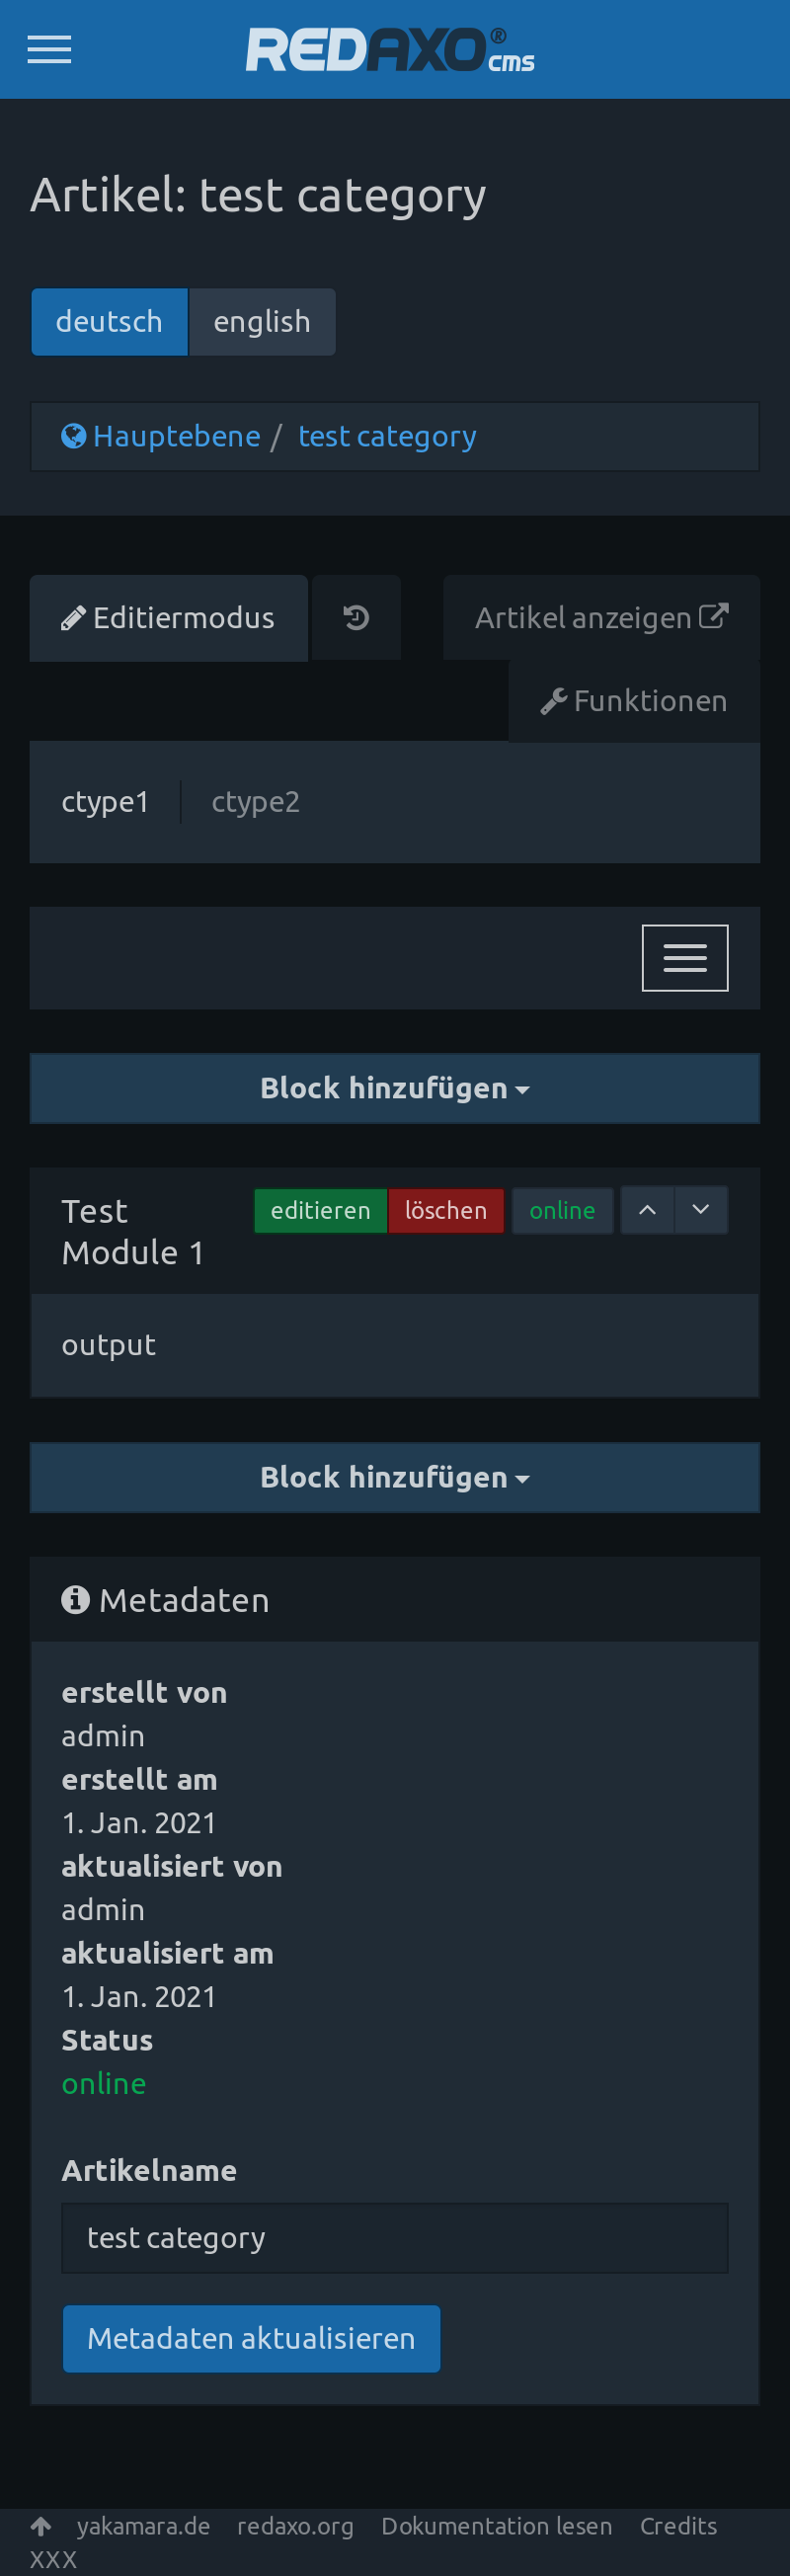 REDAXO® cms
Artikel: test category
deutsch english
Hauptebene / test category
Editiermodus Artikel anzeigen
Funktionen
ctype1 ctype2
Block hinzufügen
Test editieren löschen online
Module 1
output
Block hinzufügen
Metadaten
erstellt von
admin
erstellt am
1. Jan. 2021
aktualisiert von
admin
aktualisiert am
1. Jan. 2021
Status
online
Artikelname
test category
Metadaten aktualisieren
yakamara.de redaxo.org Dokumentation lesen Credits
XXX